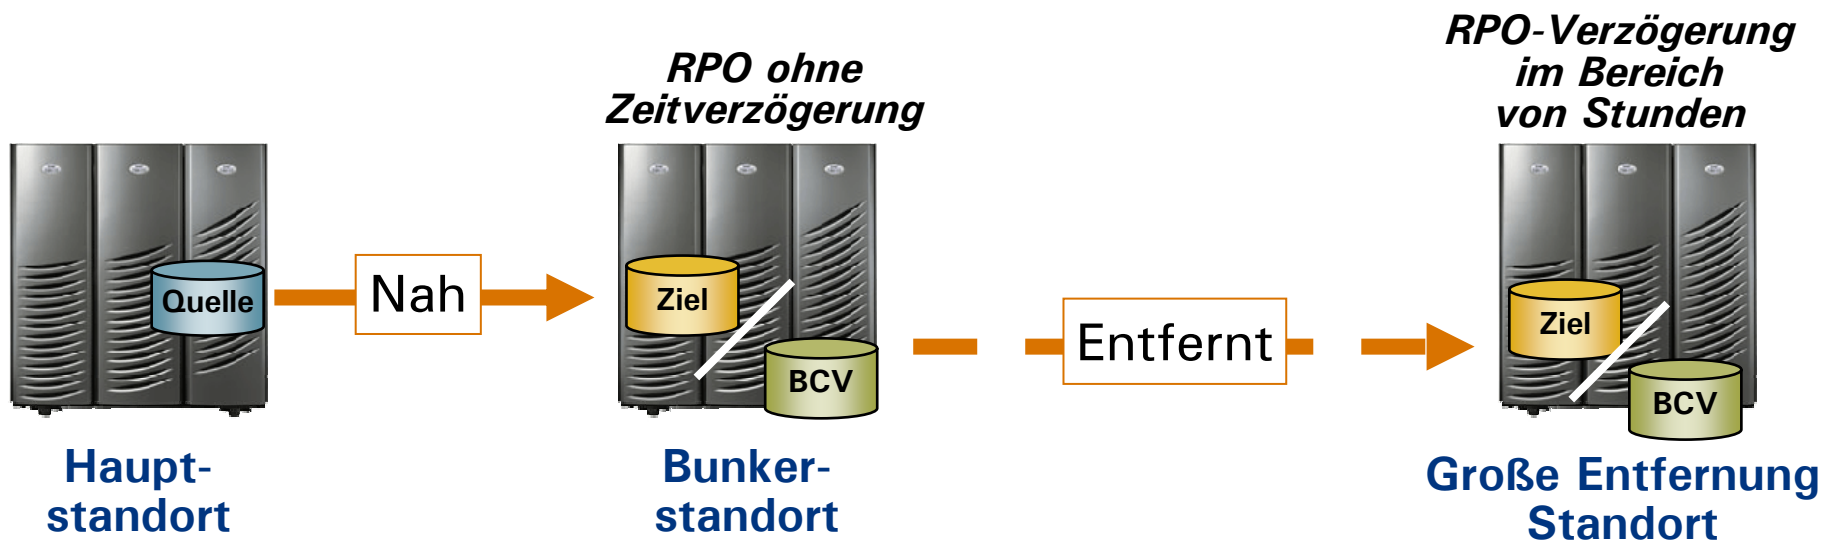 RPO ohne
Zeitverzögerung
RPO-Verzögerung
im Bereich
von Stunden
Quelle
Nah
Ziel
BCV
Entfernt
Ziel
BCV
Haupt-
standort
Bunker-
standort
Große Entfernung
Standort